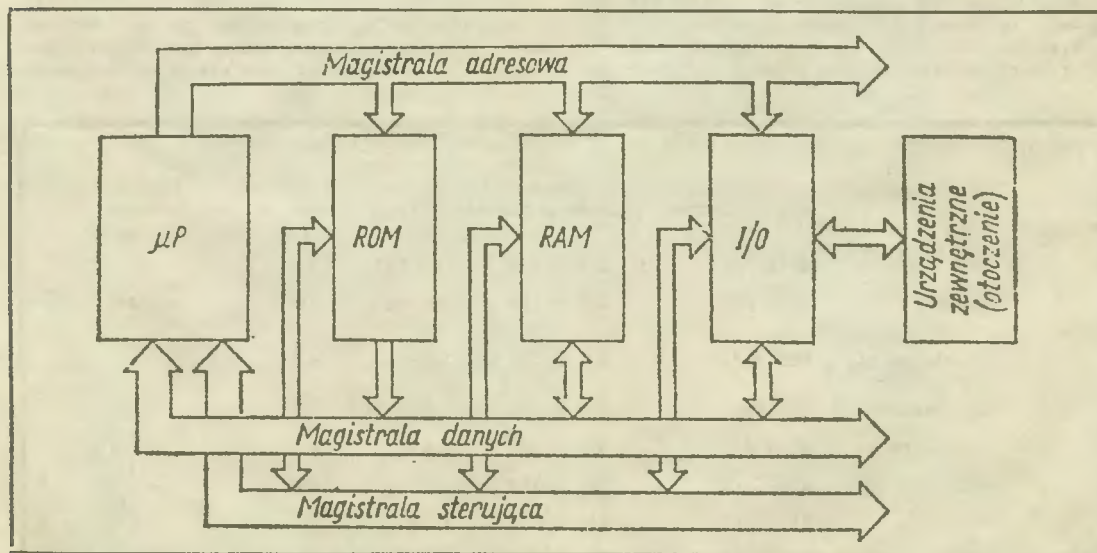 Magistrala adresowa
μP
ROM
RAM
I/O
Urządzenia
zewnętrzne
(otoczenie)
Magistrala danych
Magistrala sterująca